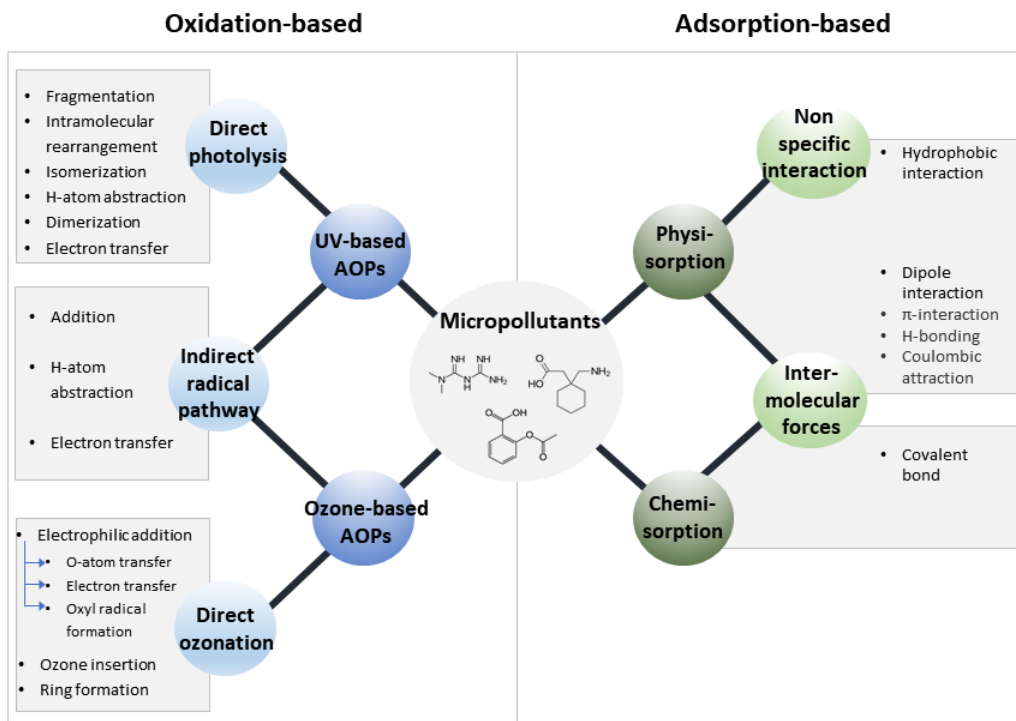 Oxidation-based
Adsorption-based
• Fragmentation
• Intramolecular
rearrangement
• Isomerization
• H-atom abstraction
• Dimerization
• Electron transfer
Direct
photolysis
UV-based
AOPs
• Addition
• H-atom
abstraction
• Electron transfer
Indirect
radical
pathway
Ozone-based
AOPs
• Electrophilic addition
• O-atom transfer
• Electron transfer
• Oxyl radical
formation
• Ozone insertion
• Ring formation
Direct
ozonation
Micropollutants
NH NH
N N NH2
H
O NH2
HO
O OH
O
O
Non
specific
interaction
• Hydrophobic
interaction
Physi-
sorption
• Dipole
interaction
• π-interaction
• H-bonding
• Coulombic
attraction
Inter-
molecular
forces
• Covalent
bond
Chemi-
sorption